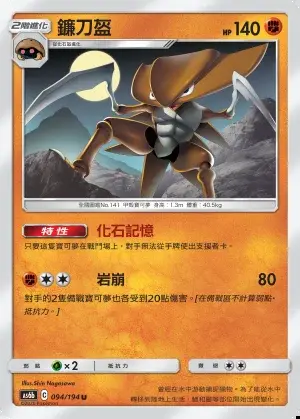 2階進化
鐮刀盔
HP 140
從化石盔進化
全國圖鑑No.141 甲殼寶可夢 身高：1.3m 體重：40.5kg
特性 化石記憶
只要這隻寶可夢在戰鬥場上，對手無法從手牌使出支援者卡。
岩崩 80
對手的2隻備戰寶可夢也各受到20點傷害。[在備戰區不計算弱點、
抵抗力。]
弱點 ×2 抵抗力 撤退
Illus.Shin Nagasawa
AS6b C 094/194 U